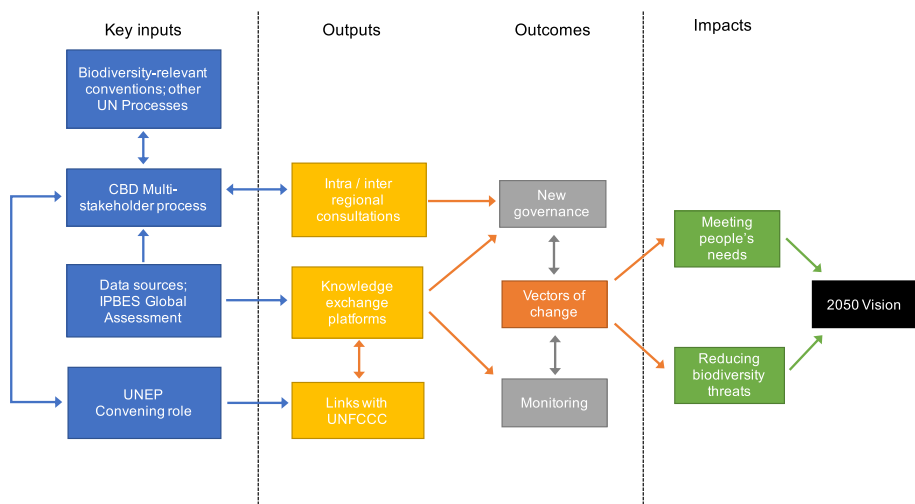 Key inputs
Outputs
Outcomes
Impacts
Biodiversity-relevant
conventions; other
UN Processes
CBD Multi-
stakeholder process
Data sources;
IPBES Global
Assessment
UNEP
Convening role
Intra / inter
regional
consultations
Knowledge
exchange
platforms
Links with
UNFCCC
New
governance
Vectors of
change
Monitoring
Meeting
people’s
needs
Reducing
biodiversity
threats
2050 Vision